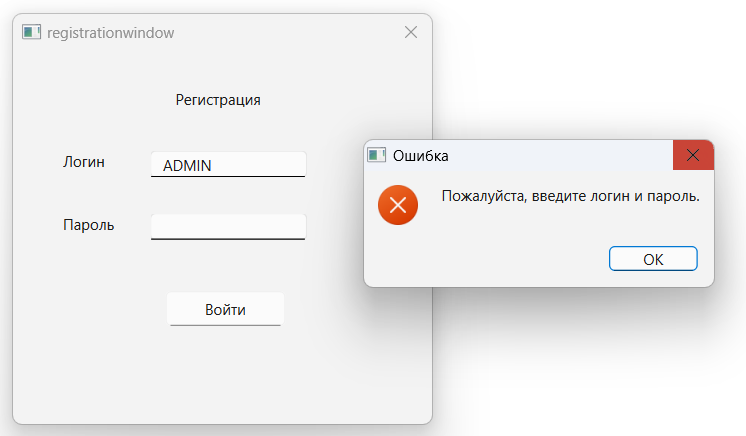 registrationwindow
Регистрация
Логин
ADMIN
Пароль
Войти
Ошибка
Пожалуйста, введите логин и пароль.
OK